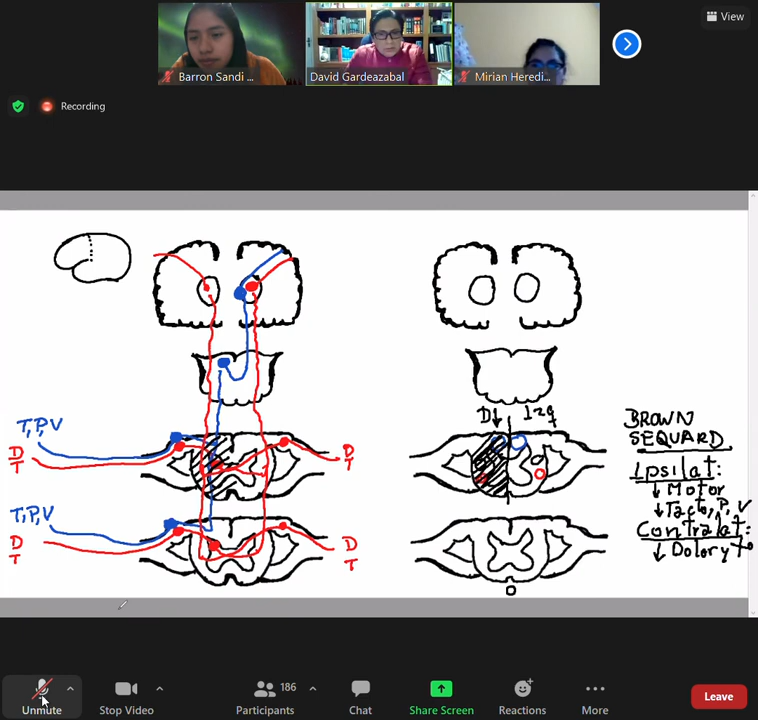 View
Barron Sandi ...
David Gardeazabal
Mirian Heredi...
Recording
T,P,V
D
T
D
T
T,P,V
D
T
D
T
D Izq
BROWN
SEQUARD
Ipsilat:
↓ Motor
↓ Tacto, P, V
Contralat:
↓ Dolor y to
Unmute
Stop Video
186
Participants
Chat
Share Screen
Reactions
More
Leave